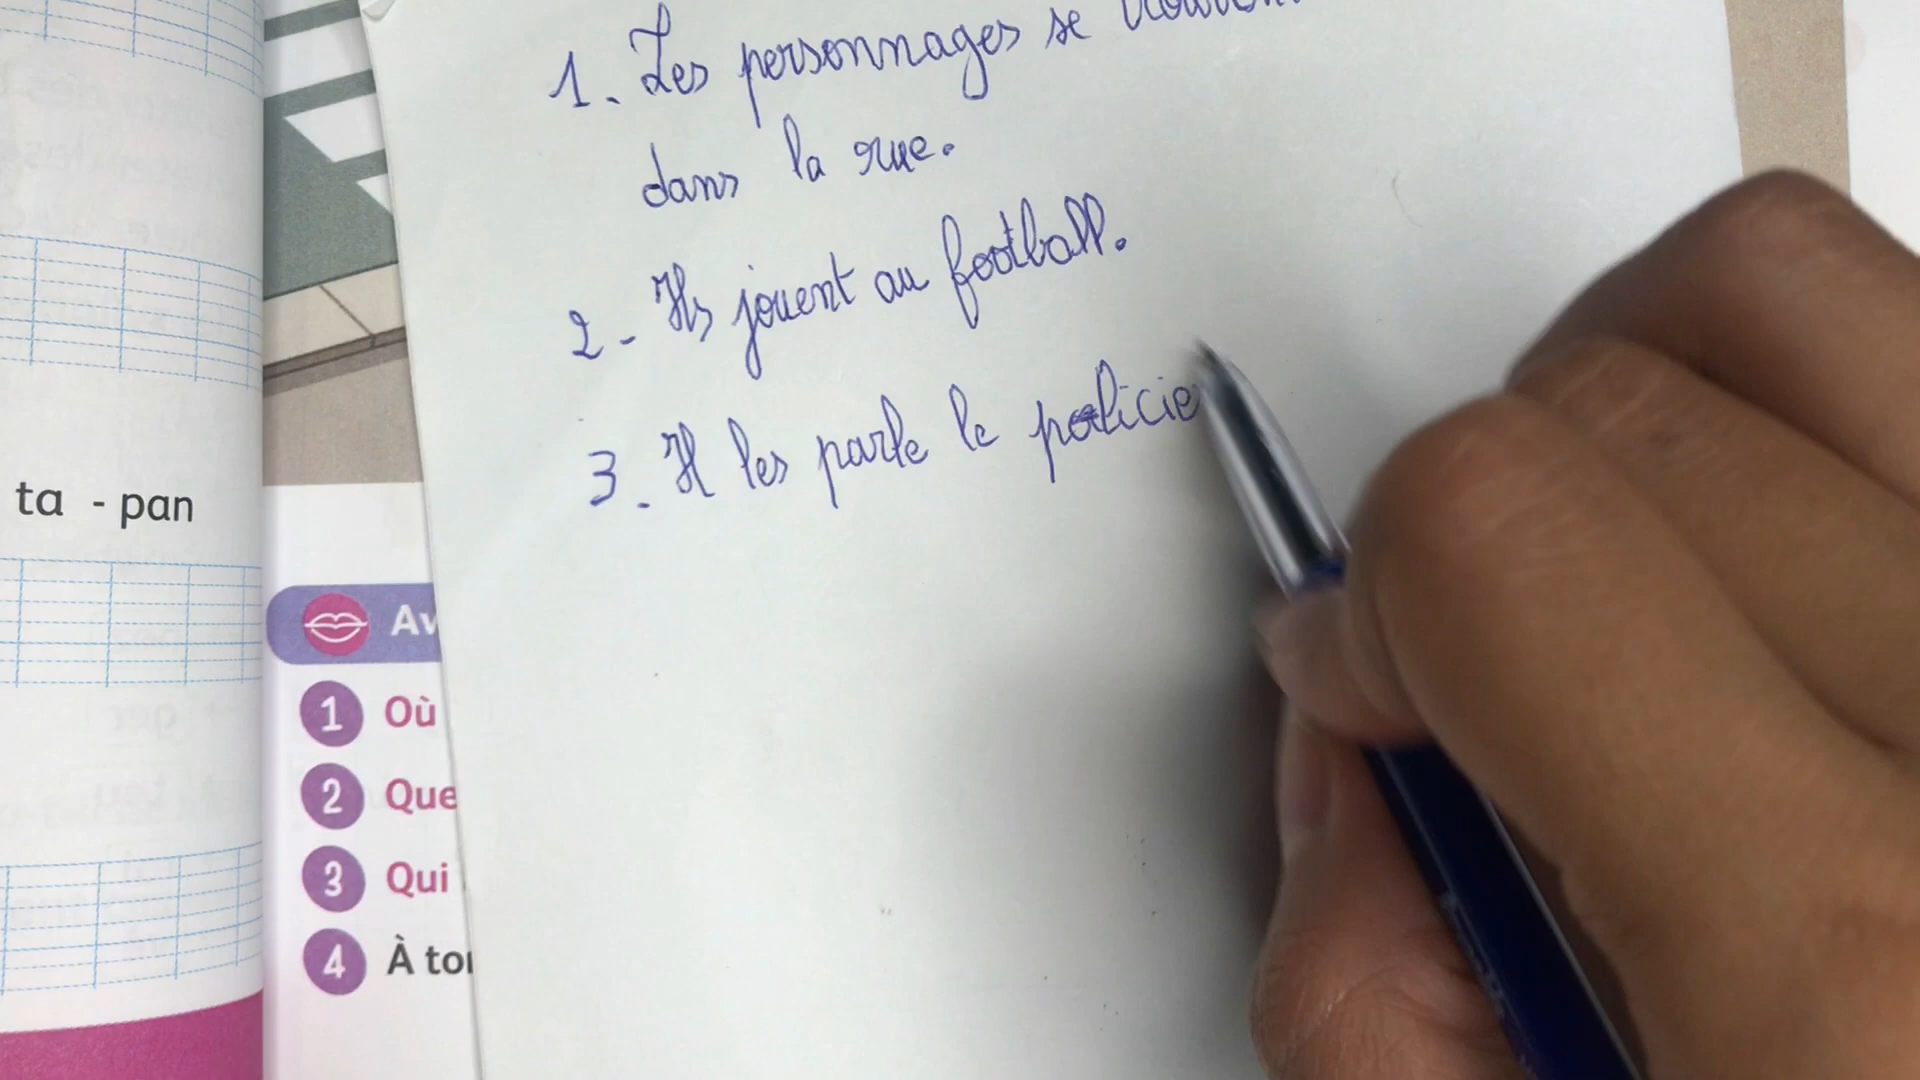 1. Les personnages se
dans la rue.
2- Ils jouent au football.
3. Il les parle le policie
ta - pan
Av
1 Où
2 Que
3 Qui
4 À